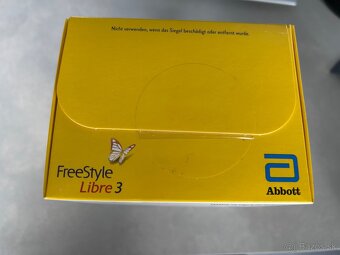 Nicht verwenden, wenn das Siegel beschädigt oder entfernt wurde.
FreeStyle
Libre 3
Abbott